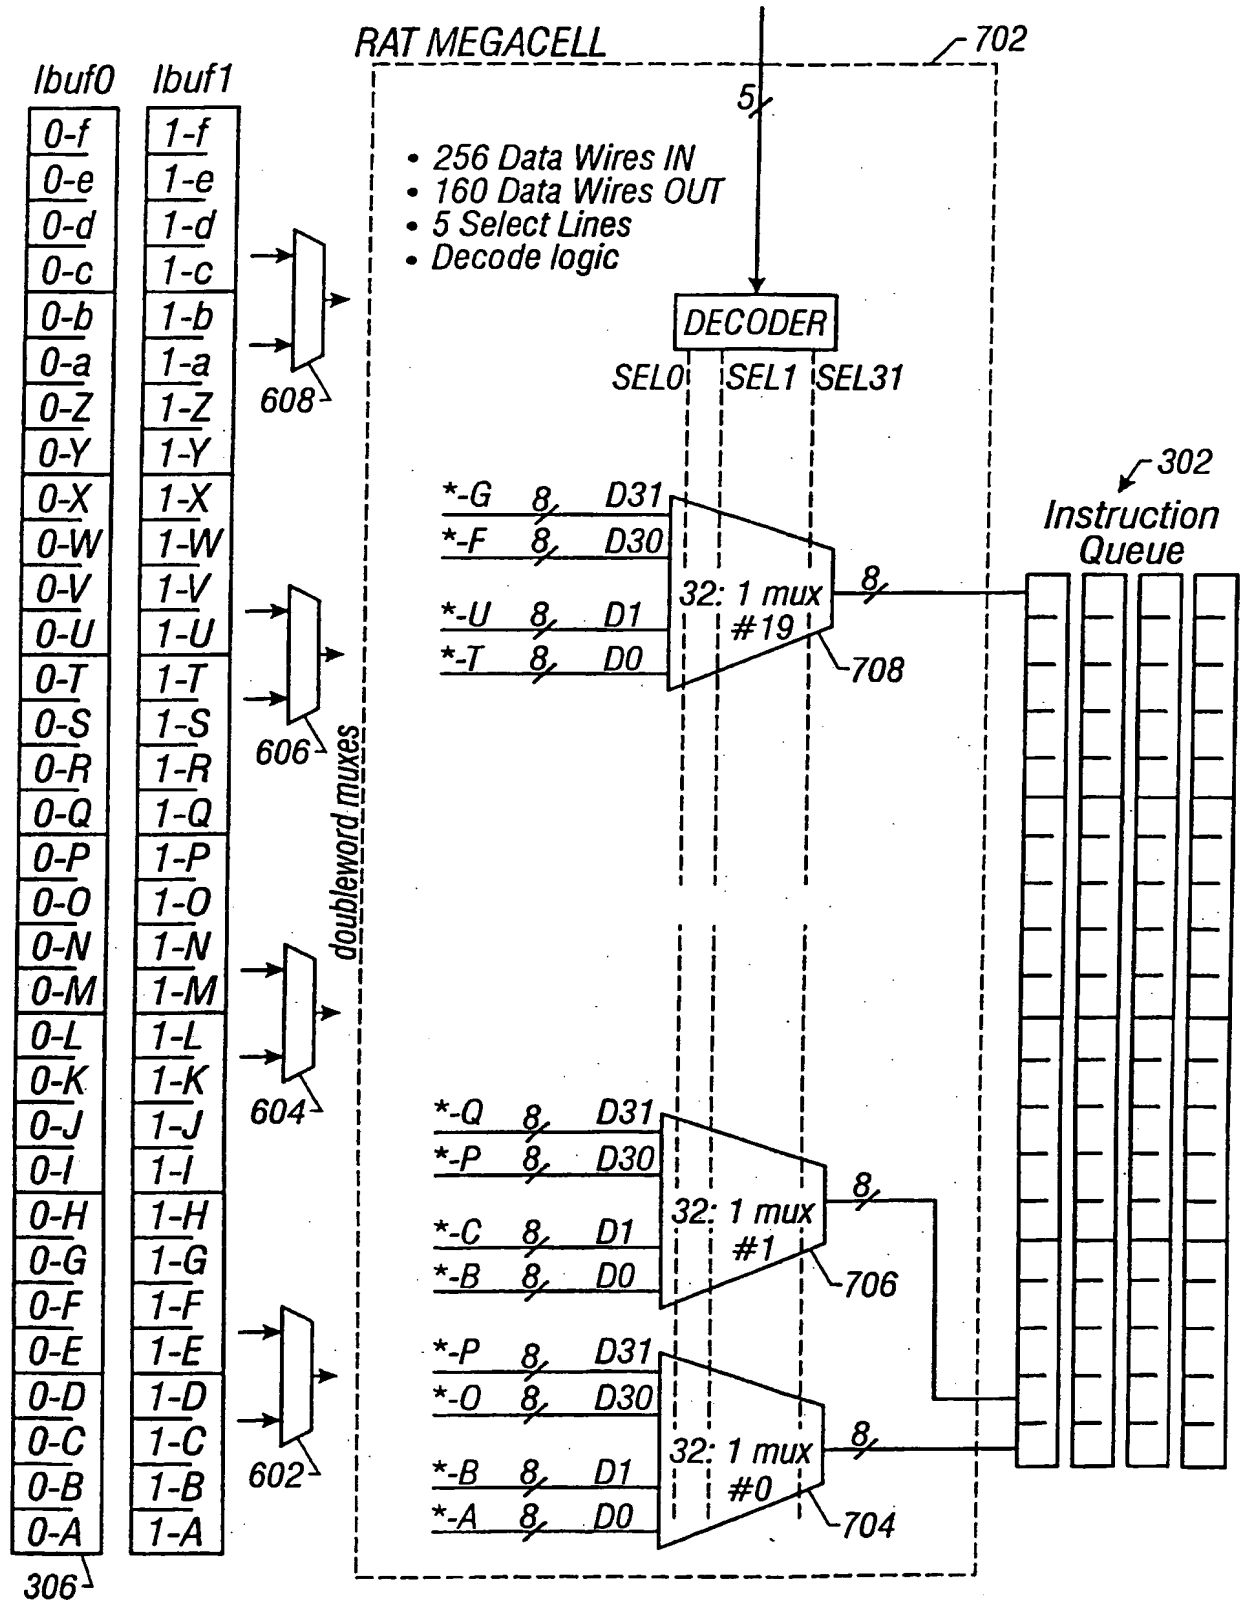 RAT MEGACELL
702
Ibuf0
Ibuf1
0-f
1-f
0-e
1-e
0-d
1-d
0-c
1-c
0-b
1-b
0-a
1-a
0-Z
1-Z
0-Y
1-Y
0-X
1-X
0-W
1-W
0-V
1-V
0-U
1-U
0-T
1-T
0-S
1-S
0-R
1-R
0-Q
1-Q
0-P
1-P
0-O
1-O
0-N
1-N
0-M
1-M
0-L
1-L
0-K
1-K
0-J
1-J
0-I
1-I
0-H
1-H
0-G
1-G
0-F
1-F
0-E
1-E
0-D
1-D
0-C
1-C
0-B
1-B
0-A
1-A
306
608
606
doubleword muxes
604
602
5
• 256 Data Wires IN
• 160 Data Wires OUT
• 5 Select Lines
• Decode logic
DECODER
SEL0 SEL1 SEL31
*-G 8 D31
*-F 8 D30
*-U 8 D1
*-T 8 D0
32: 1 mux
#19
8
708
*-Q 8 D31
*-P 8 D30
*-C 8 D1
*-B 8 D0
32: 1 mux
#1
8
706
*-P 8 D31
*-O 8 D30
*-B 8 D1
*-A 8 D0
32: 1 mux
#0
8
704
302
Instruction
Queue